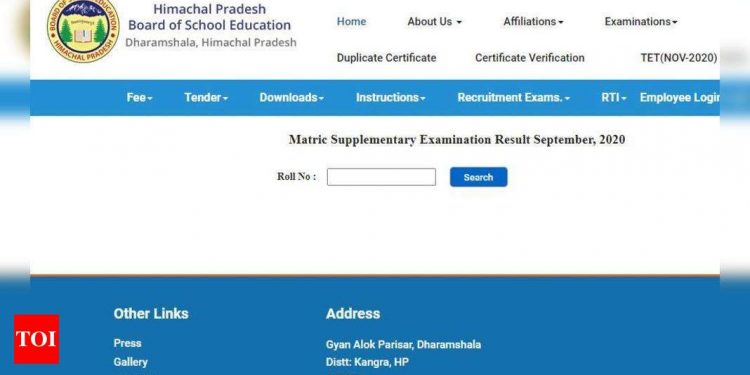 Himachal Pradesh
Board of School Education
Dharamshala, Himachal Pradesh
BOARD OF SCHOOL EDUCATION
HIMACHAL PRADESH
Home About Us Affiliations Examinations
Duplicate Certificate Certificate Verification TET(NOV-2020)
Fee Tender Downloads Instructions Recruitment Exams. RTI Employee Login
Matric Supplementary Examination Result September, 2020
Roll No :
Search
Other Links
Press
Gallery
Address
Gyan Alok Parisar, Dharamshala
Distt: Kangra, HP
TOI